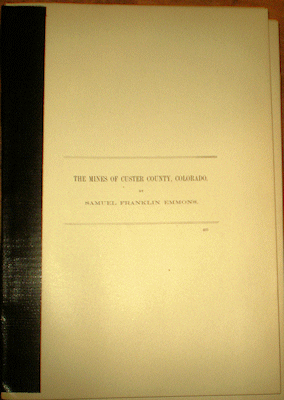 THE MINES OF CUSTER COUNTY, COLORADO.
BY
SAMUEL FRANKLIN EMMONS.